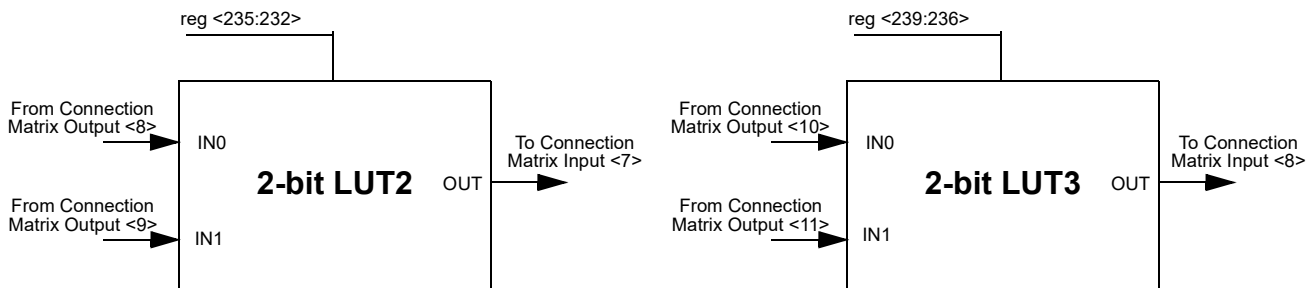 reg <235:232>
From Connection
Matrix Output <8>
IN0
2-bit LUT2
OUT
To Connection
Matrix Input <7>
From Connection
Matrix Output <9>
IN1
reg <239:236>
From Connection
Matrix Output <10>
IN0
2-bit LUT3
OUT
To Connection
Matrix Input <8>
From Connection
Matrix Output <11>
IN1